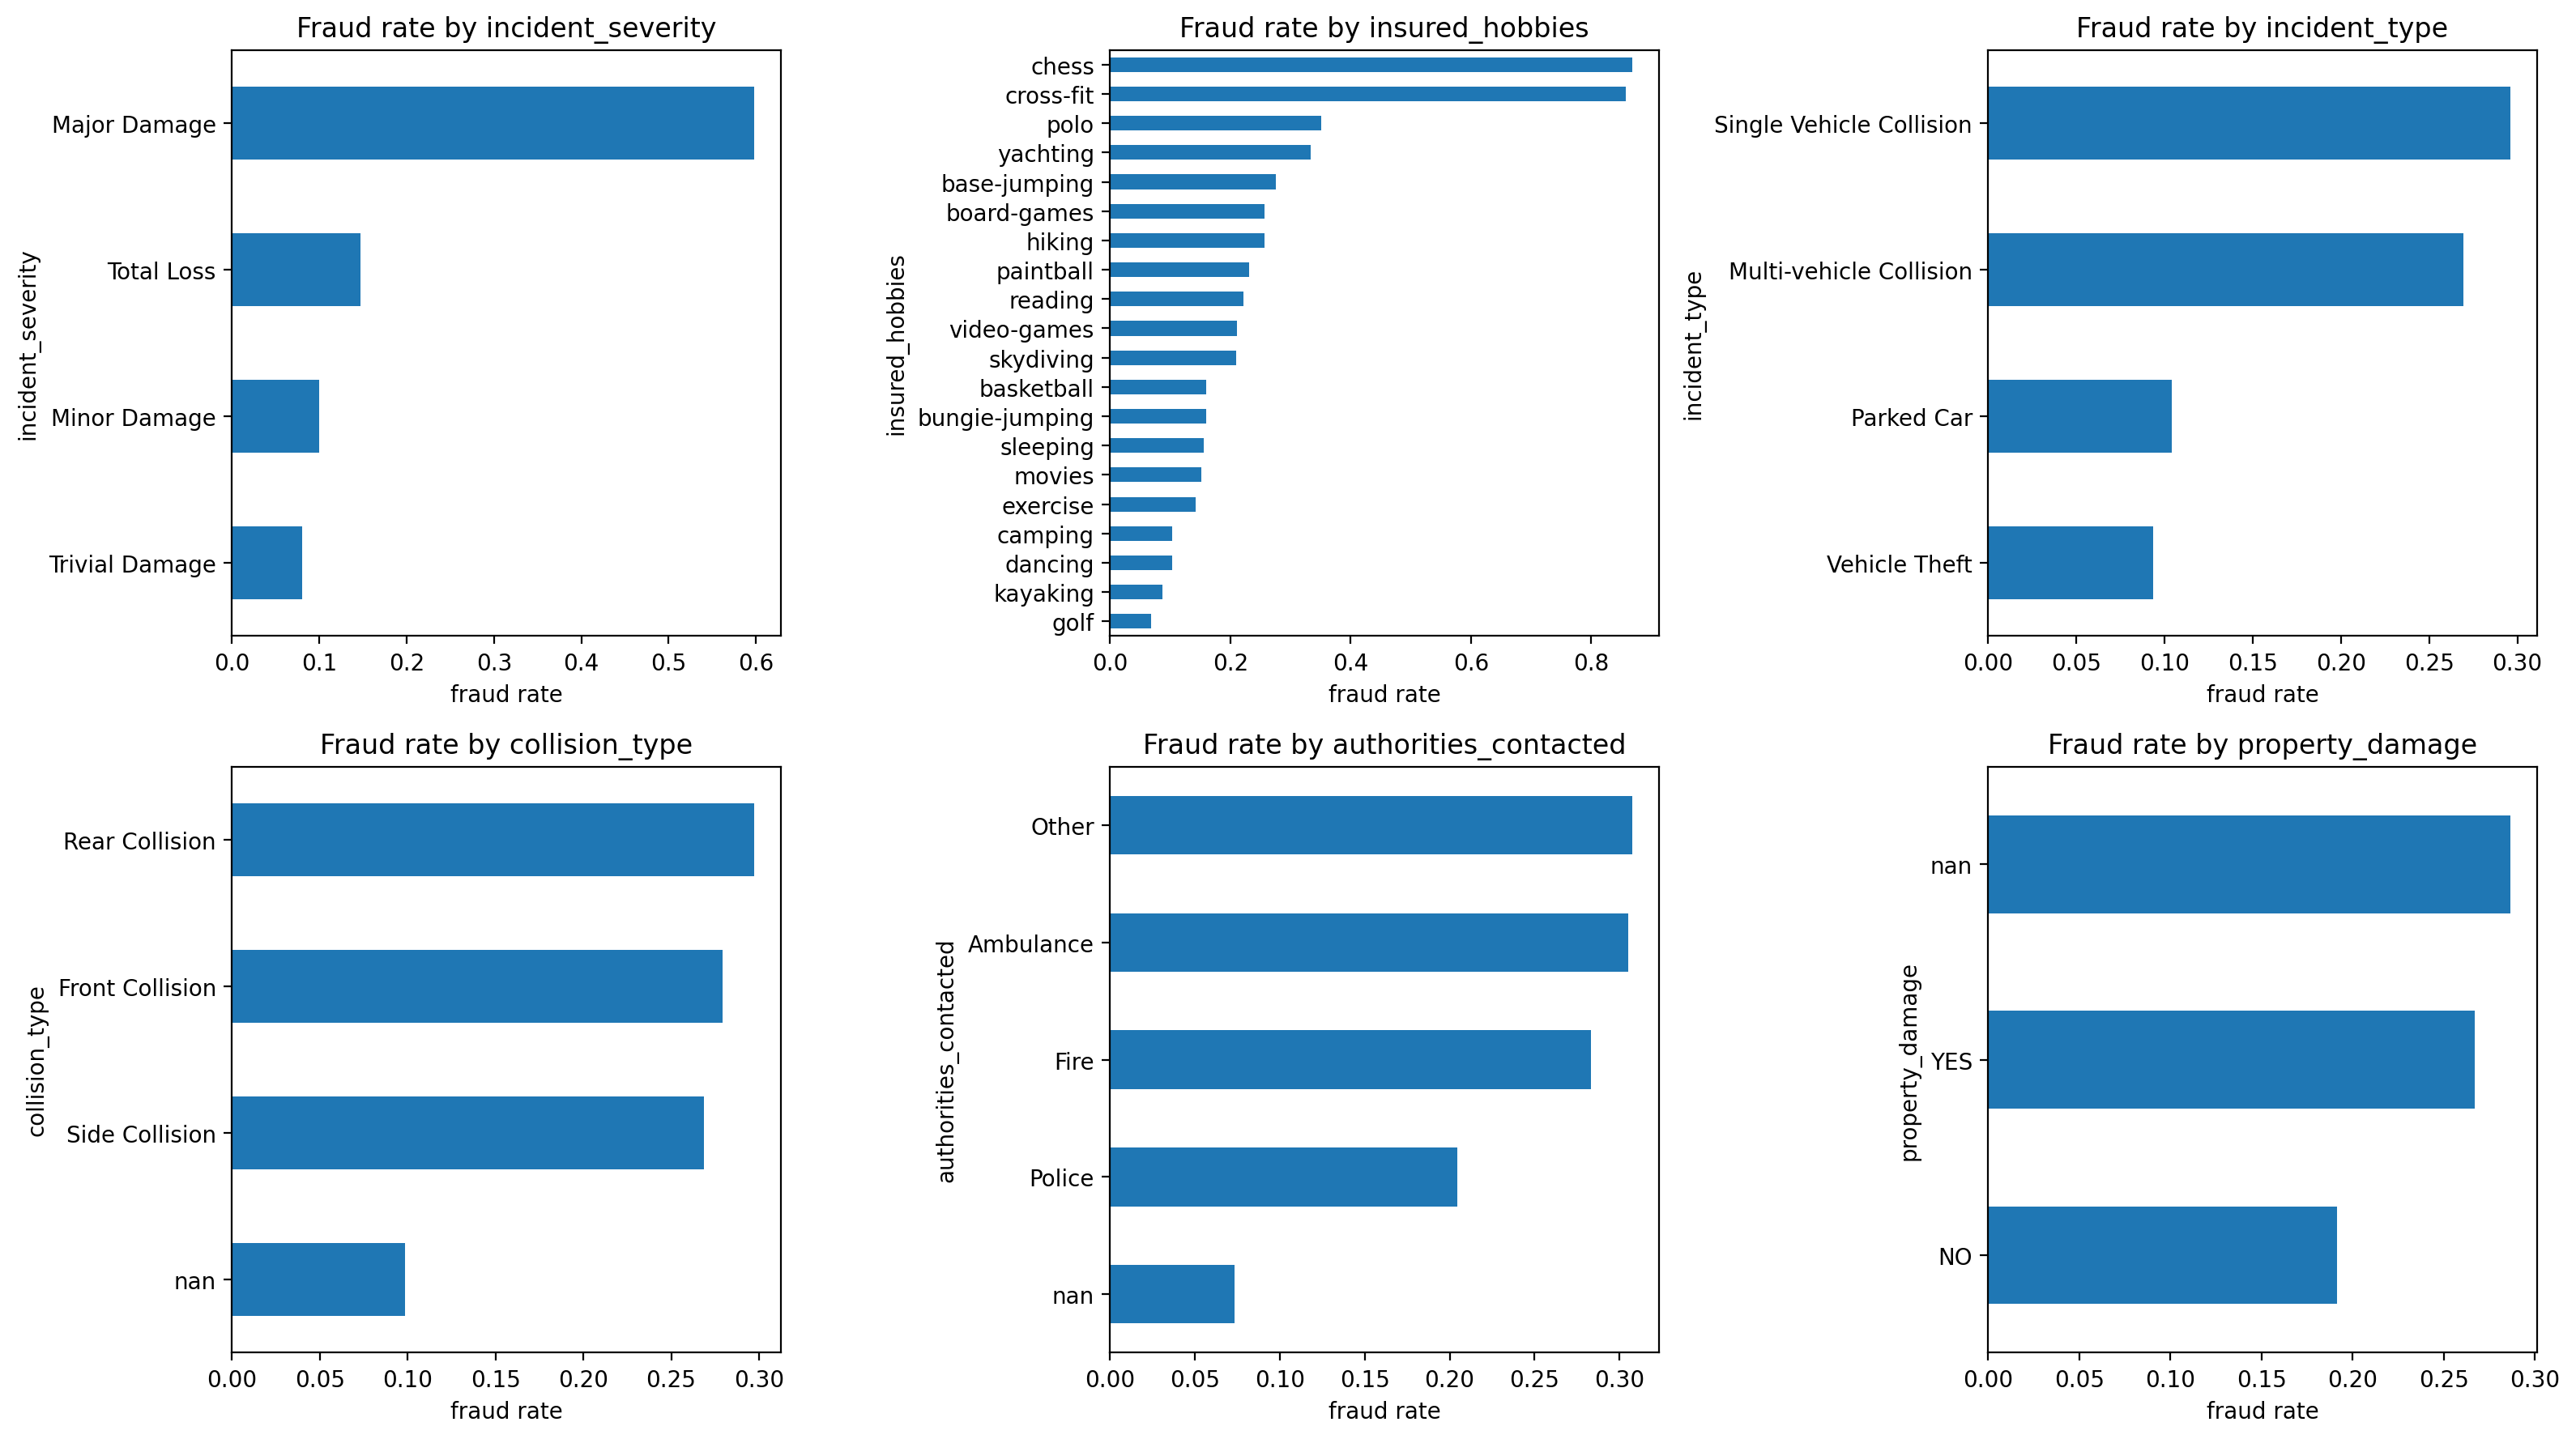 Fraud rate by incident_severity
incident_severity
Major Damage
Total Loss
Minor Damage
Trivial Damage
0.0 0.1 0.2 0.3 0.4 0.5 0.6
fraud rate
Fraud rate by insured_hobbies
insured_hobbies
chess
cross-fit
polo
yachting
base-jumping
board-games
hiking
paintball
reading
video-games
skydiving
basketball
bungie-jumping
sleeping
movies
exercise
camping
dancing
kayaking
golf
0.0 0.2 0.4 0.6 0.8
fraud rate
Fraud rate by incident_type
incident_type
Single Vehicle Collision
Multi-vehicle Collision
Parked Car
Vehicle Theft
0.00 0.05 0.10 0.15 0.20 0.25 0.30
fraud rate
Fraud rate by collision_type
collision_type
Rear Collision
Front Collision
Side Collision
nan
0.00 0.05 0.10 0.15 0.20 0.25 0.30
fraud rate
Fraud rate by authorities_contacted
authorities_contacted
Other
Ambulance
Fire
Police
nan
0.00 0.05 0.10 0.15 0.20 0.25 0.30
fraud rate
Fraud rate by property_damage
property_damage
nan
YES
NO
0.00 0.05 0.10 0.15 0.20 0.25 0.30
fraud rate